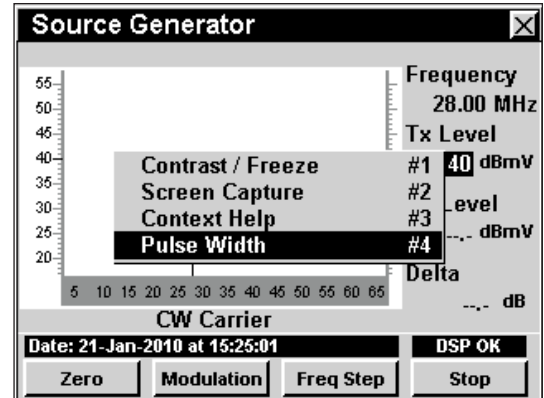 Source Generator
55
50
45
40
35
30
25
20
5 10 15 20 25 30 35 40 45 50 55 60 65
CW Carrier
Frequency
28.00 MHz
Tx Level
40 dBmV
Level
--.- dBmV
Delta
--.- dB
Contrast / Freeze #1
Screen Capture #2
Context Help #3
Pulse Width #4
Date: 21-Jan-2010 at 15:25:01 DSP OK
Zero Modulation Freq Step Stop